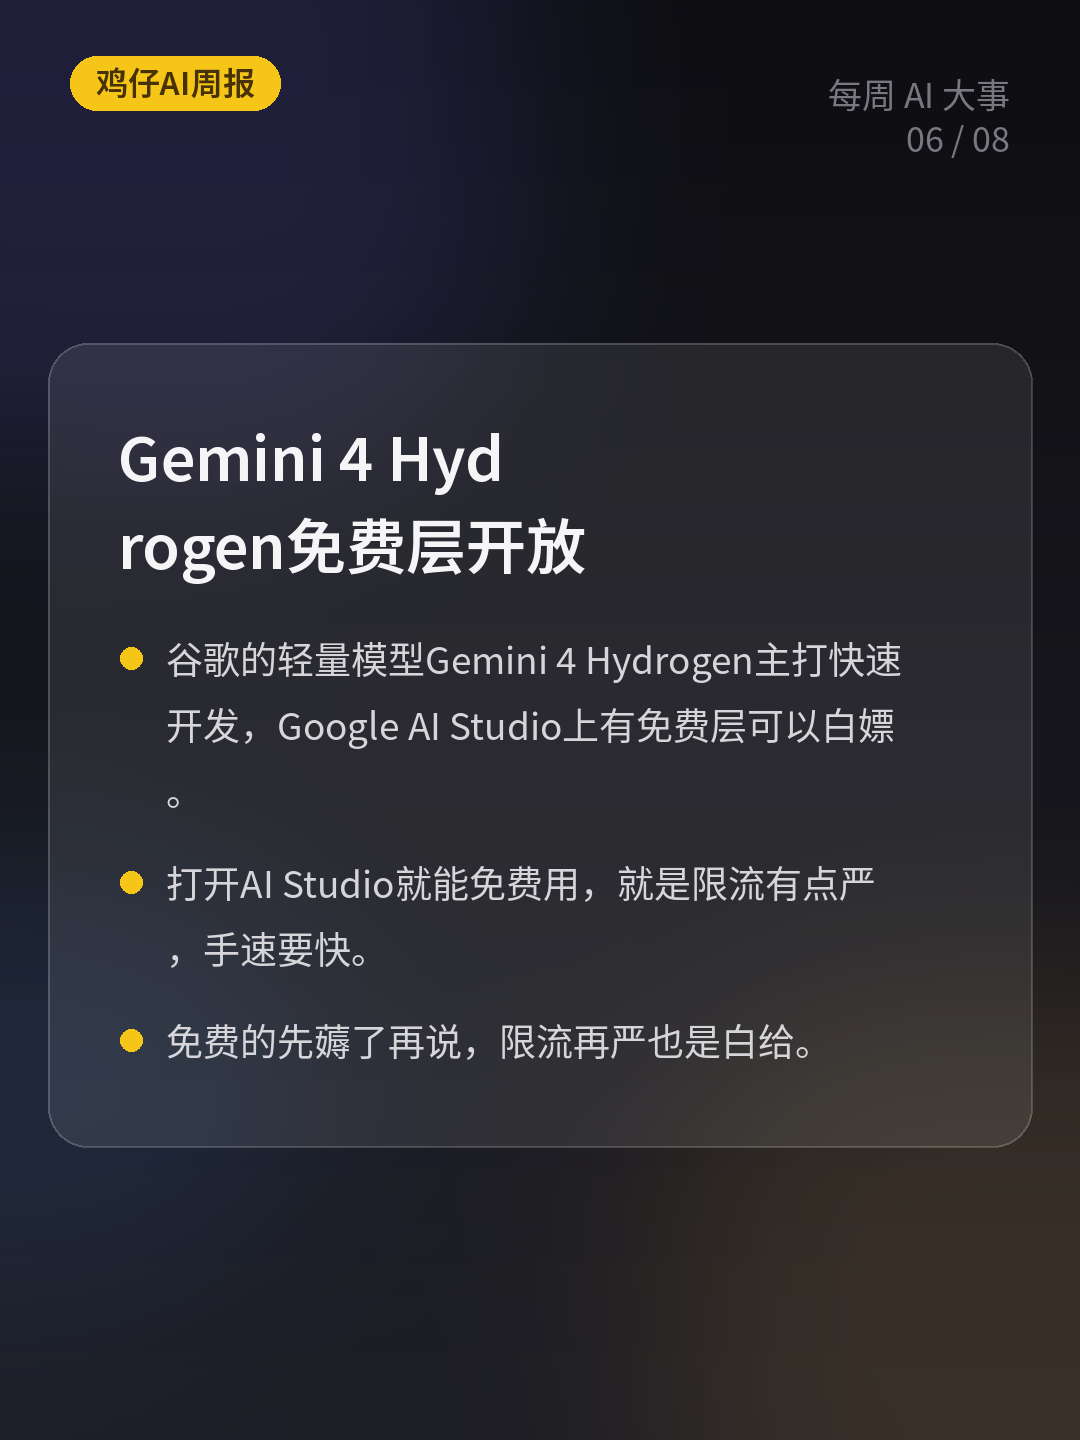 鸡仔AI周报
每周 AI 大事
06 / 08
Gemini 4 Hyd
rogen免费层开放
谷歌的轻量模型Gemini 4 Hydrogen主打快速
开发，Google AI Studio上有免费层可以白嫖
。
打开AI Studio就能免费用，就是限流有点严
，手速要快。
免费的先薅了再说，限流再严也是白给。